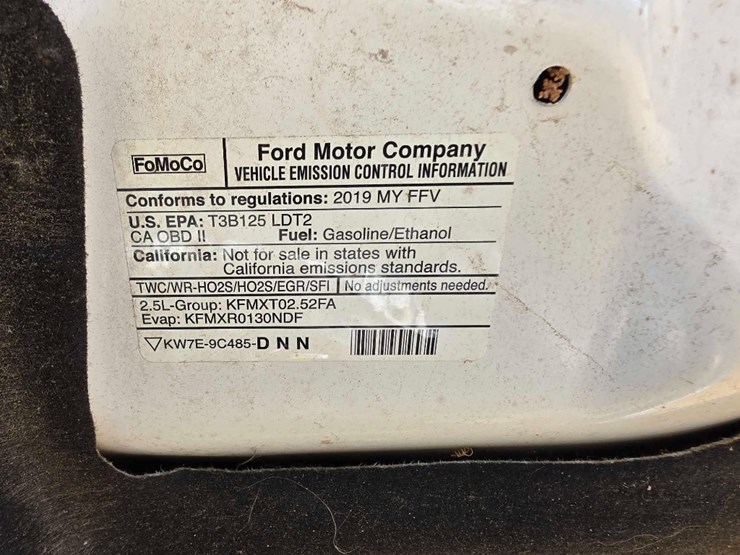 FoMoCo
Ford Motor Company
VEHICLE EMISSION CONTROL INFORMATION
Conforms to regulations: 2019 MY FFV
U.S. EPA: T3B125 LDT2
CA OBD II Fuel: Gasoline/Ethanol
California: Not for sale in states with
California emissions standards.
TWC/WR-HO2S/HO2S/EGR/SFI No adjustments needed.
2.5L-Group: KFMXT02.52FA
Evap: KFMXR0130NDF
KW7E-9C485-D N N